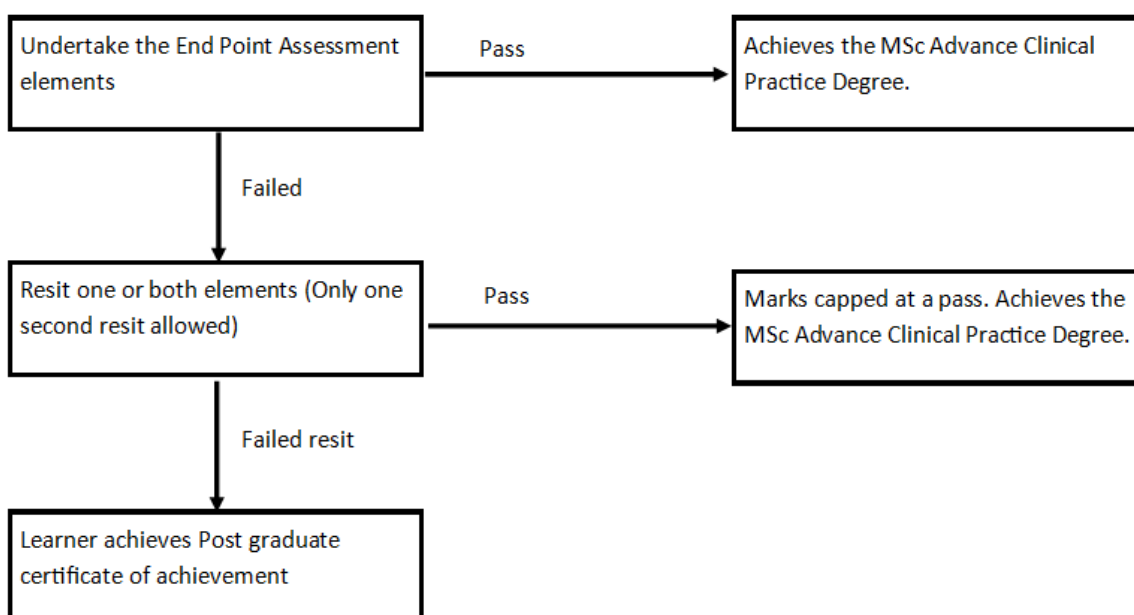 Undertake the End Point Assessment
elements
Pass
Achieves the MSc Advance Clinical
Practice Degree.
Failed
Resit one or both elements (Only one
second resit allowed)
Pass
Marks capped at a pass. Achieves the
MSc Advance Clinical Practice Degree.
Failed resit
Learner achieves Post graduate
certificate of achievement